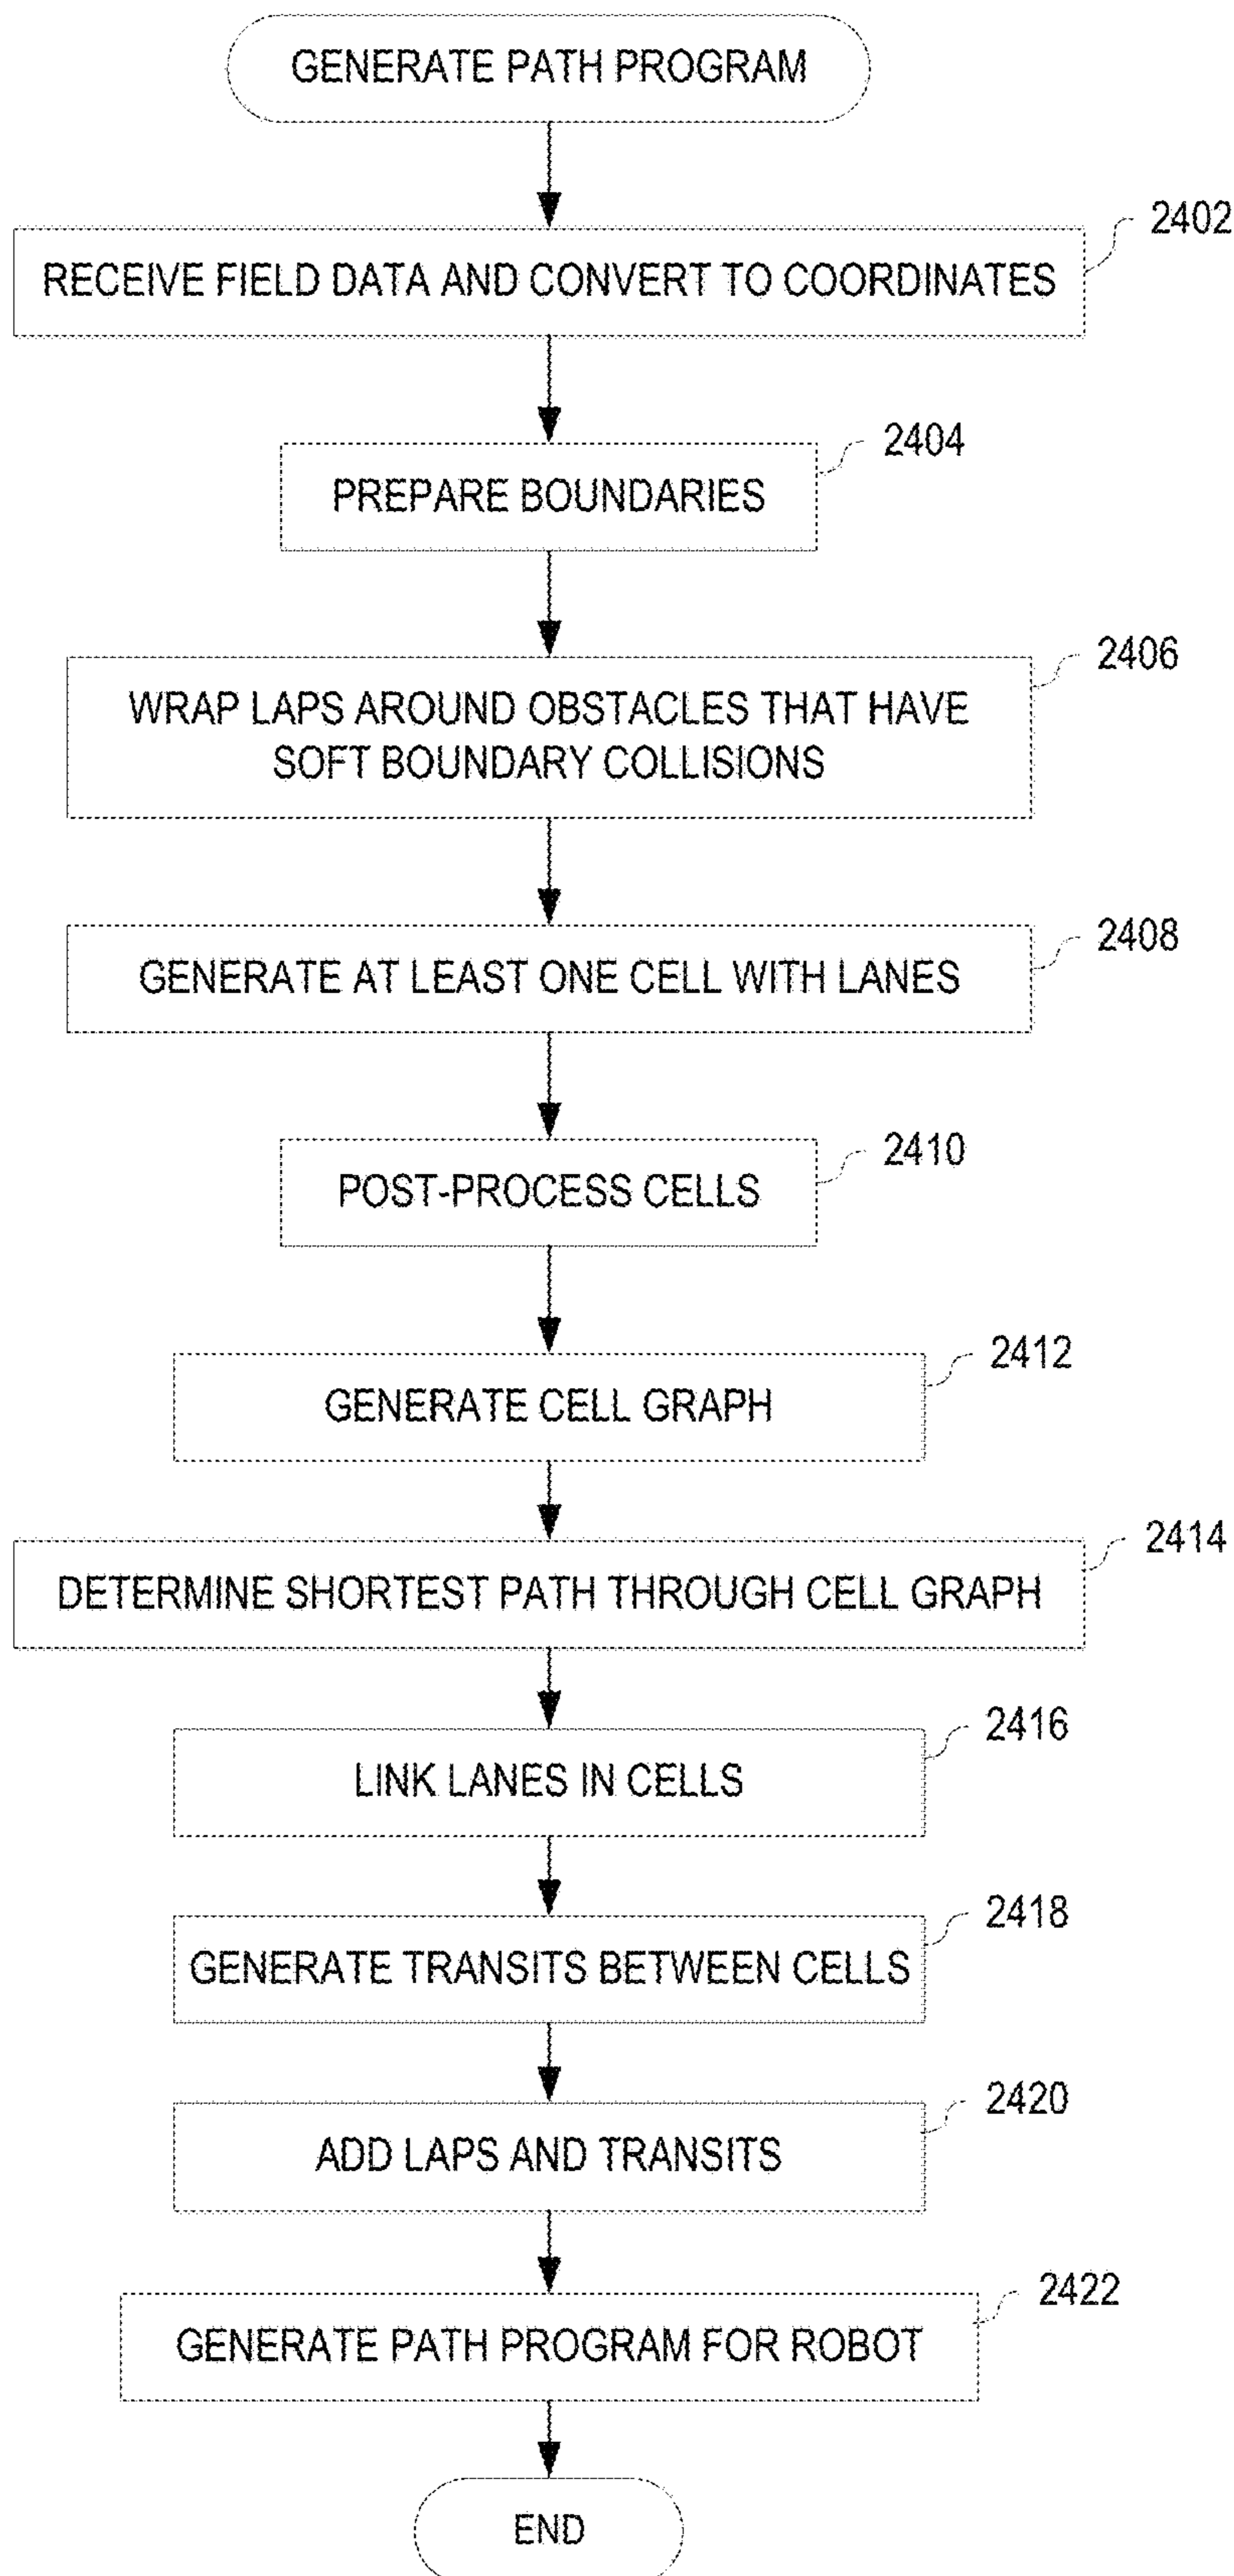 GENERATE PATH PROGRAM
2402
RECEIVE FIELD DATA AND CONVERT TO COORDINATES
2404
PREPARE BOUNDARIES
2406
WRAP LAPS AROUND OBSTACLES THAT HAVE
SOFT BOUNDARY COLLISIONS
2408
GENERATE AT LEAST ONE CELL WITH LANES
2410
POST-PROCESS CELLS
2412
GENERATE CELL GRAPH
2414
DETERMINE SHORTEST PATH THROUGH CELL GRAPH
2416
LINK LANES IN CELLS
2418
GENERATE TRANSITS BETWEEN CELLS
2420
ADD LAPS AND TRANSITS
2422
GENERATE PATH PROGRAM FOR ROBOT
END